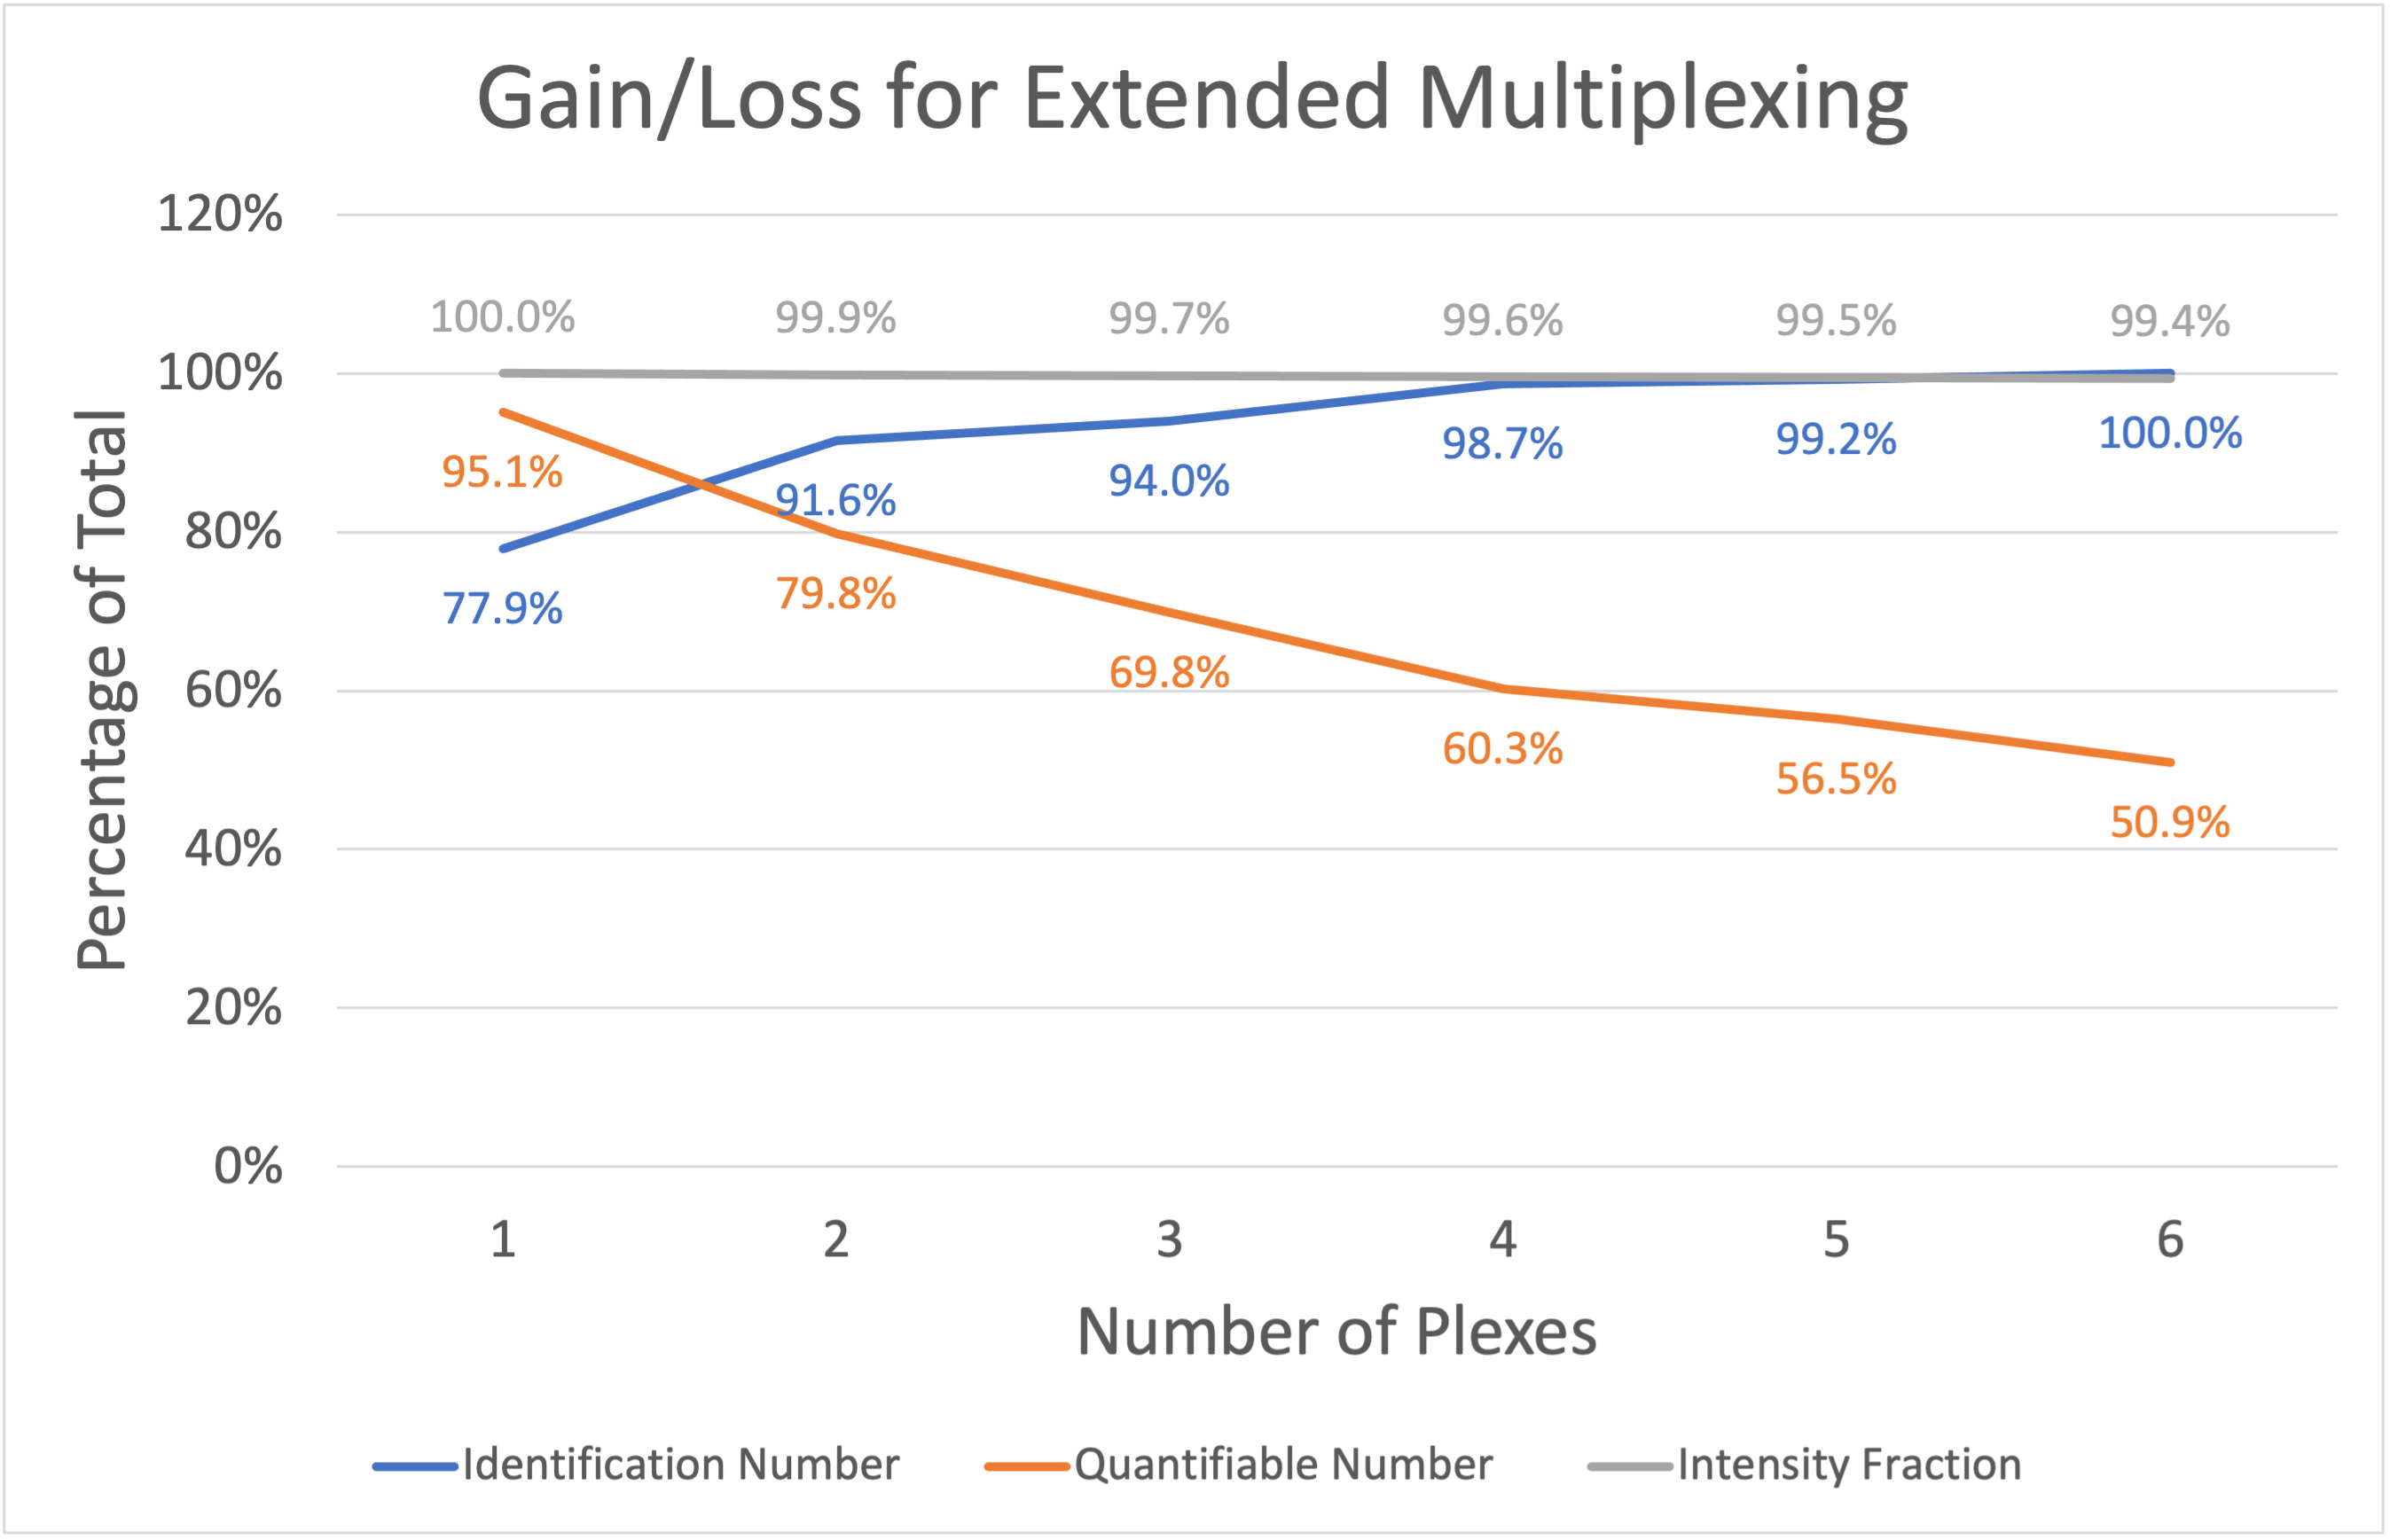 Gain/Loss for Extended Multiplexing
Percentage of Total
120%
100%
80%
60%
40%
20%
0%
100.0% 99.9% 99.7% 99.6% 99.5% 99.4%
77.9% 91.6% 94.0% 98.7% 99.2% 100.0%
95.1% 79.8% 69.8% 60.3% 56.5% 50.9%
1 2 3 4 5 6
Number of Plexes
Identification Number Quantifiable Number Intensity Fraction